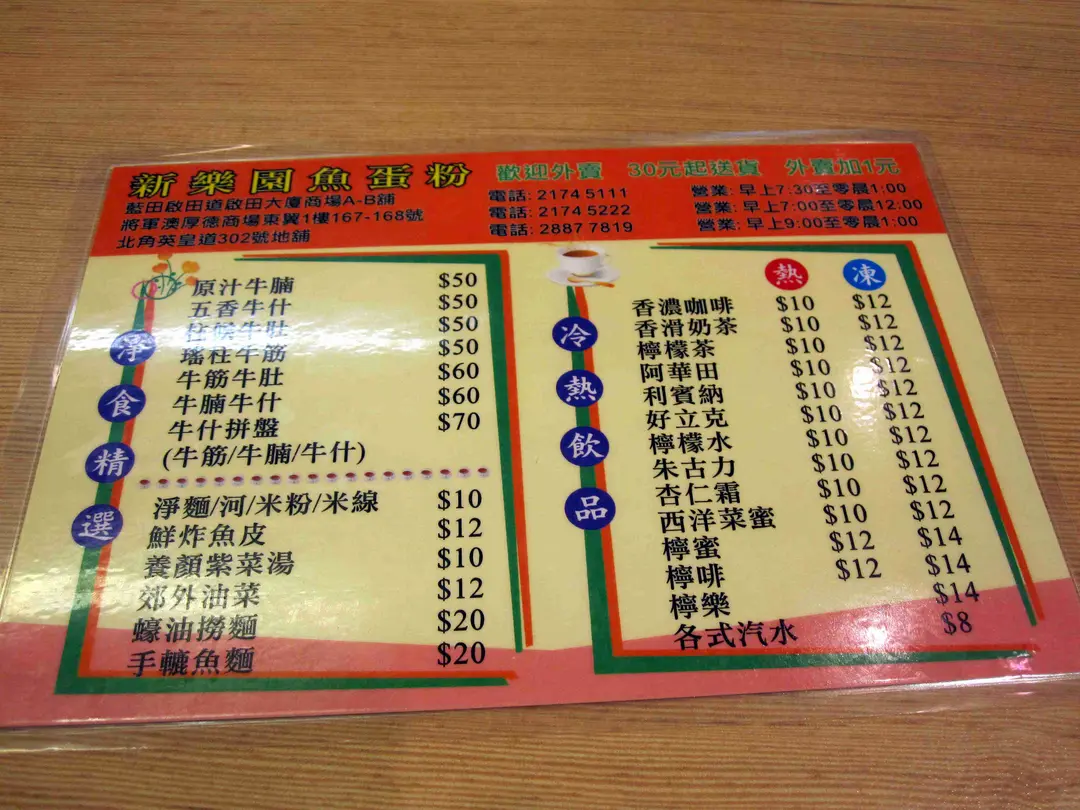 新樂園魚蛋粉 歡迎外賣 30元起送貨 外賣加1元
藍田啟田道啟田大廈商場A-B舖 電話: 2174 5111 營業: 早上7:30至零晨1:00
將軍澳厚德商場東翼1樓167-168號 電話: 2174 5222 營業: 早上7:00至零晨12:00
北角英皇道302號地舖 電話: 2887 7819 營業: 早上9:00至零晨1:00
淨食精選
原汁牛腩 $50
五香牛什 $50
柱候牛肚 $50
瑤柱牛筋 $50
牛筋牛肚 $60
牛腩牛什 $60
牛什拼盤 $70
(牛筋/牛腩/牛什)
淨麵/河/米粉/米線 $10
鮮炸魚皮 $12
養顏紫菜湯 $10
郊外油菜 $12
蠔油撈麵 $20
手轆魚麵 $20
冷熱飲品
熱 凍
香濃咖啡 $10 $12
香滑奶茶 $10 $12
檸檬茶 $10 $12
阿華田 $10 $12
利賓納 $10 $12
好立克 $10 $12
檸檬水 $10 $12
朱古力 $10 $12
杏仁霜 $10 $12
西洋菜蜜 $10 $12
檸蜜 $12 $14
檸啡 $12 $14
檸樂 $14
各式汽水 $8